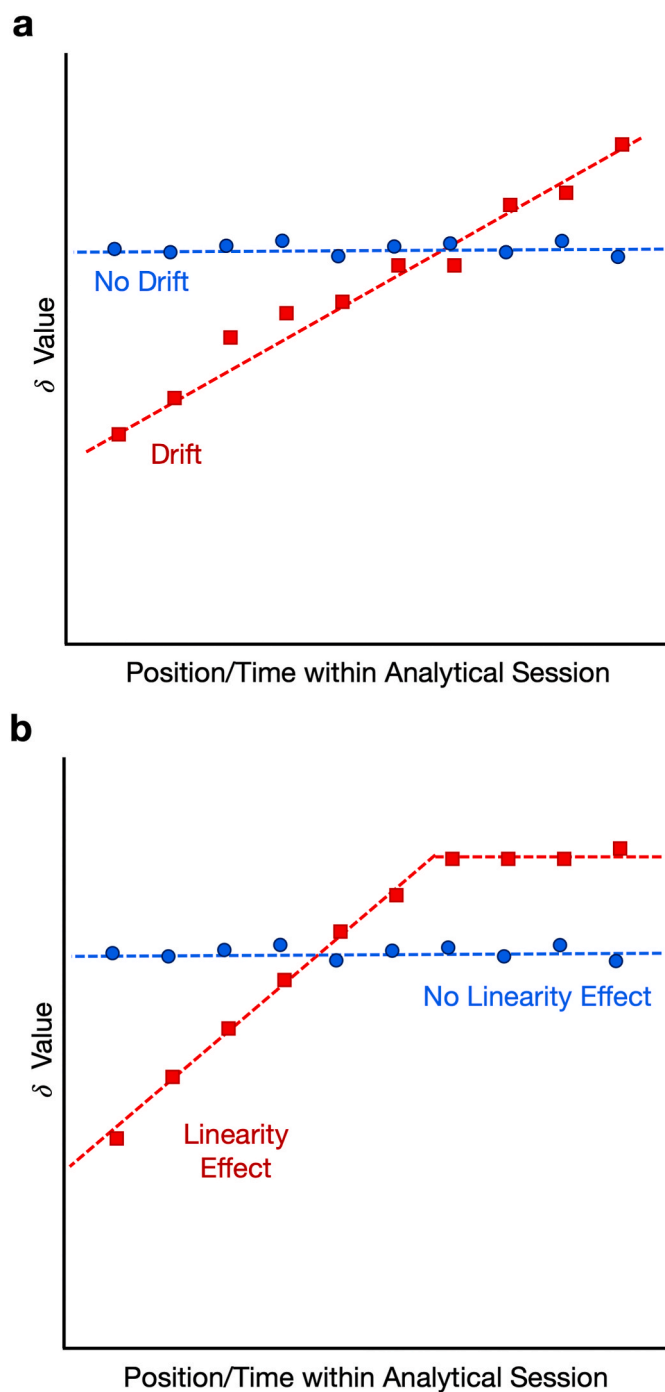 a
δ Value
No Drift
Drift
Position/Time within Analytical Session
b
δ Value
No Linearity Effect
Linearity
Effect
Position/Time within Analytical Session